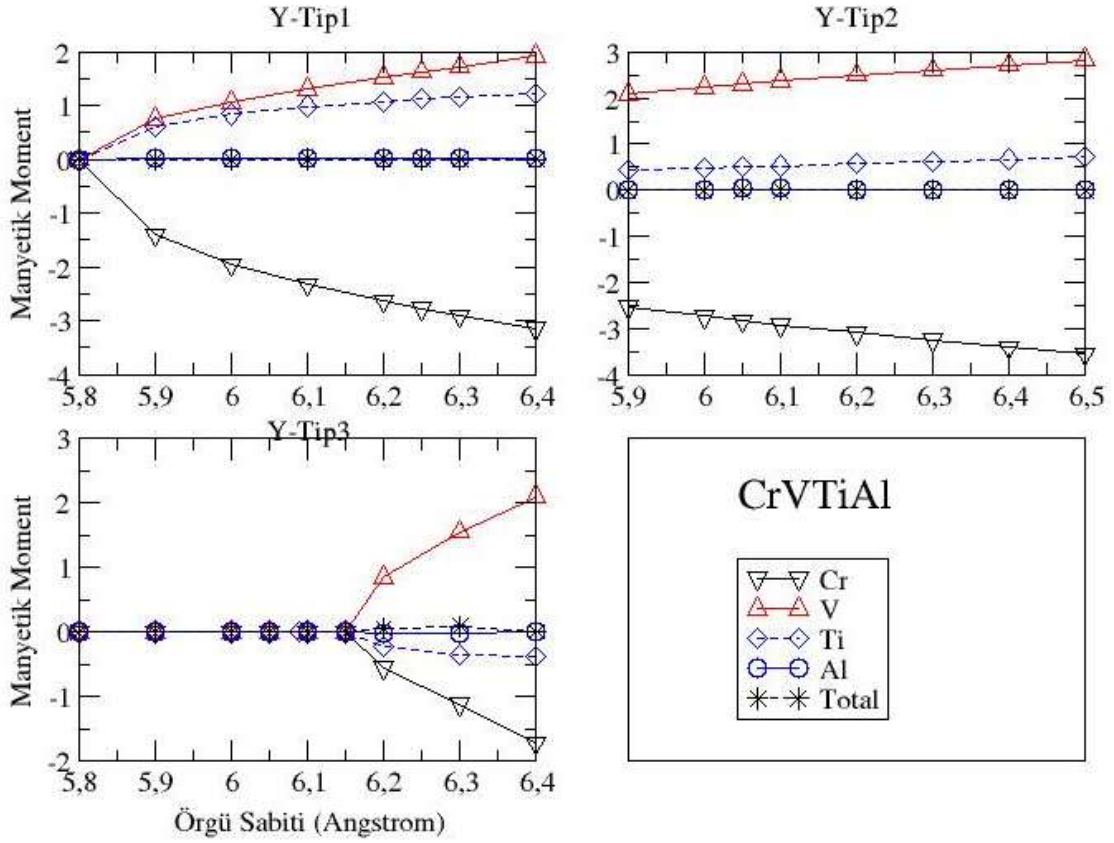 Y-Tip1
Manyetik Moment
2
1
0
-1
-2
-3
-4
5,8 5,9 6 6,1 6,2 6,3 6,4
Y-Tip2
3
2
1
0
-1
-2
-3
-4
5,9 6 6,1 6,2 6,3 6,4 6,5
Y-Tip3
Manyetik Moment
3
2
1
0
-1
-2
5,8 5,9 6 6,1 6,2 6,3 6,4
Örgü Sabiti (Angstrom)
CrVTiAl
Cr
V
Ti
Al
Total